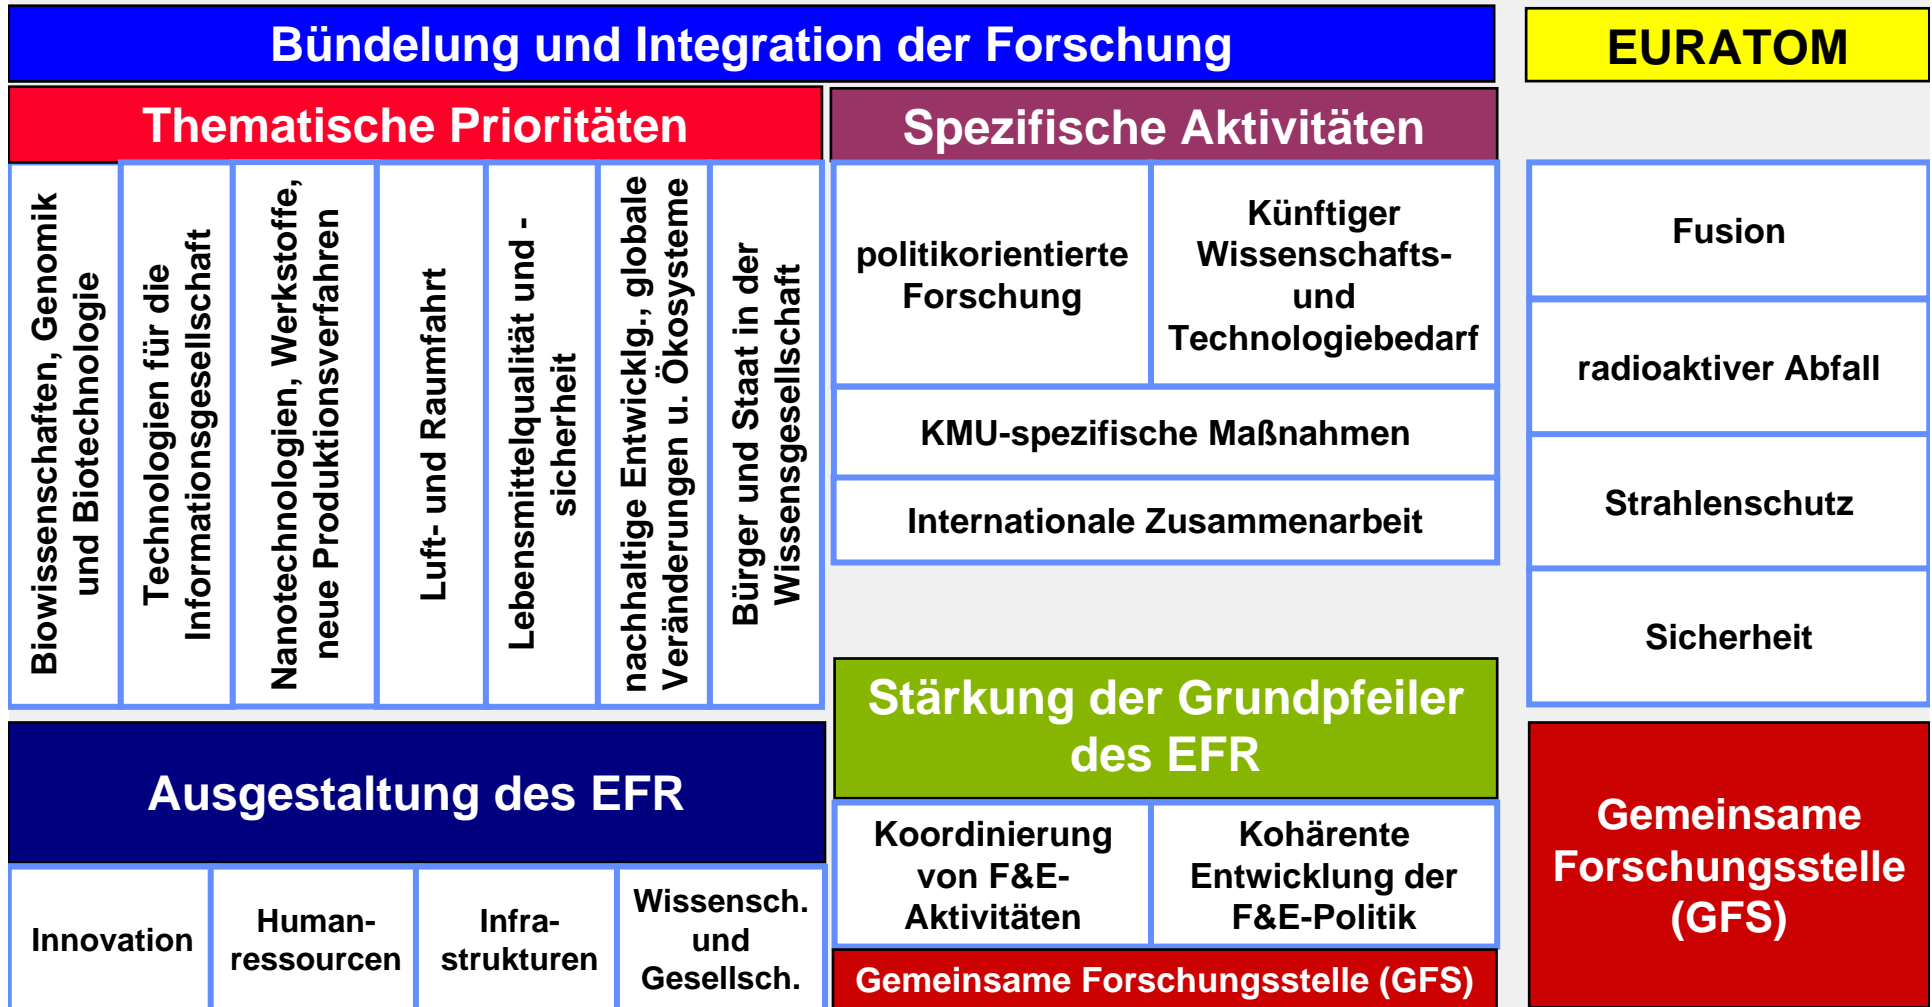 Bündelung und Integration der Forschung
EURATOM
Thematische Prioritäten
Spezifische Aktivitäten
Biowissenschaften, Genomik
und Biotechnologie
Technologien für die
Informationsgesellschaft
Nanotechnologien, Werkstoffe,
neue Produktionsverfahren
Luft- und Raumfahrt
Lebensmittelqualität und -
sicherheit
nachhaltige Entwicklg., globale
Veränderungen u. Ökosysteme
Bürger und Staat in der
Wissensgesellschaft
politikorientierte
Forschung
Künftiger
Wissenschafts-
und
Technologiebedarf
KMU-spezifische Maßnahmen
Internationale Zusammenarbeit
Fusion
radioaktiver Abfall
Strahlenschutz
Sicherheit
Ausgestaltung des EFR
Innovation
Human-
ressourcen
Infra-
strukturen
Wissensch.
und
Gesellsch.
Stärkung der Grundpfeiler
des EFR
Koordinierung
von F&E-
Aktivitäten
Kohärente
Entwicklung der
F&E-Politik
Gemeinsame Forschungsstelle (GFS)
Gemeinsame
Forschungsstelle
(GFS)